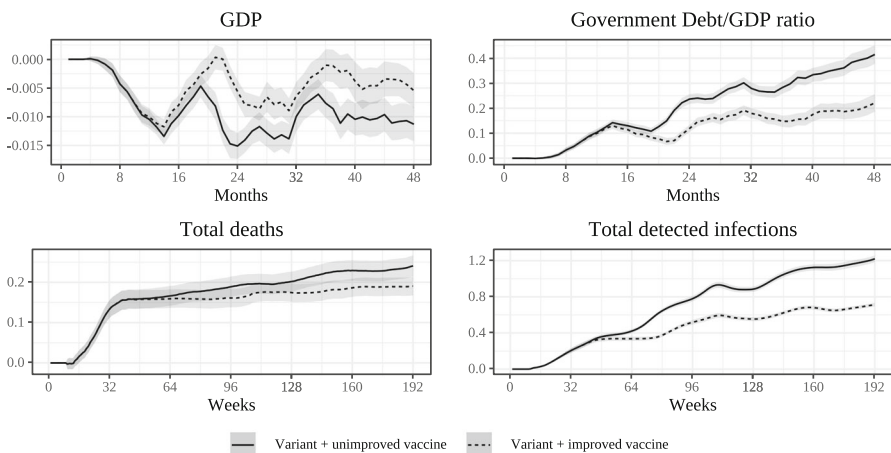 GDP
0.000
-0.005
-0.010
-0.015
0 8 16 24 32 40 48
Months
Government Debt/GDP ratio
0.4
0.3
0.2
0.1
0.0
0 8 16 24 32 40 48
Months
Total deaths
0.2
0.1
0.0
0 32 64 96 128 160 192
Weeks
Total detected infections
1.2
0.8
0.4
0.0
0 32 64 96 128 160 192
Weeks
Variant + unimproved vaccine Variant + improved vaccine